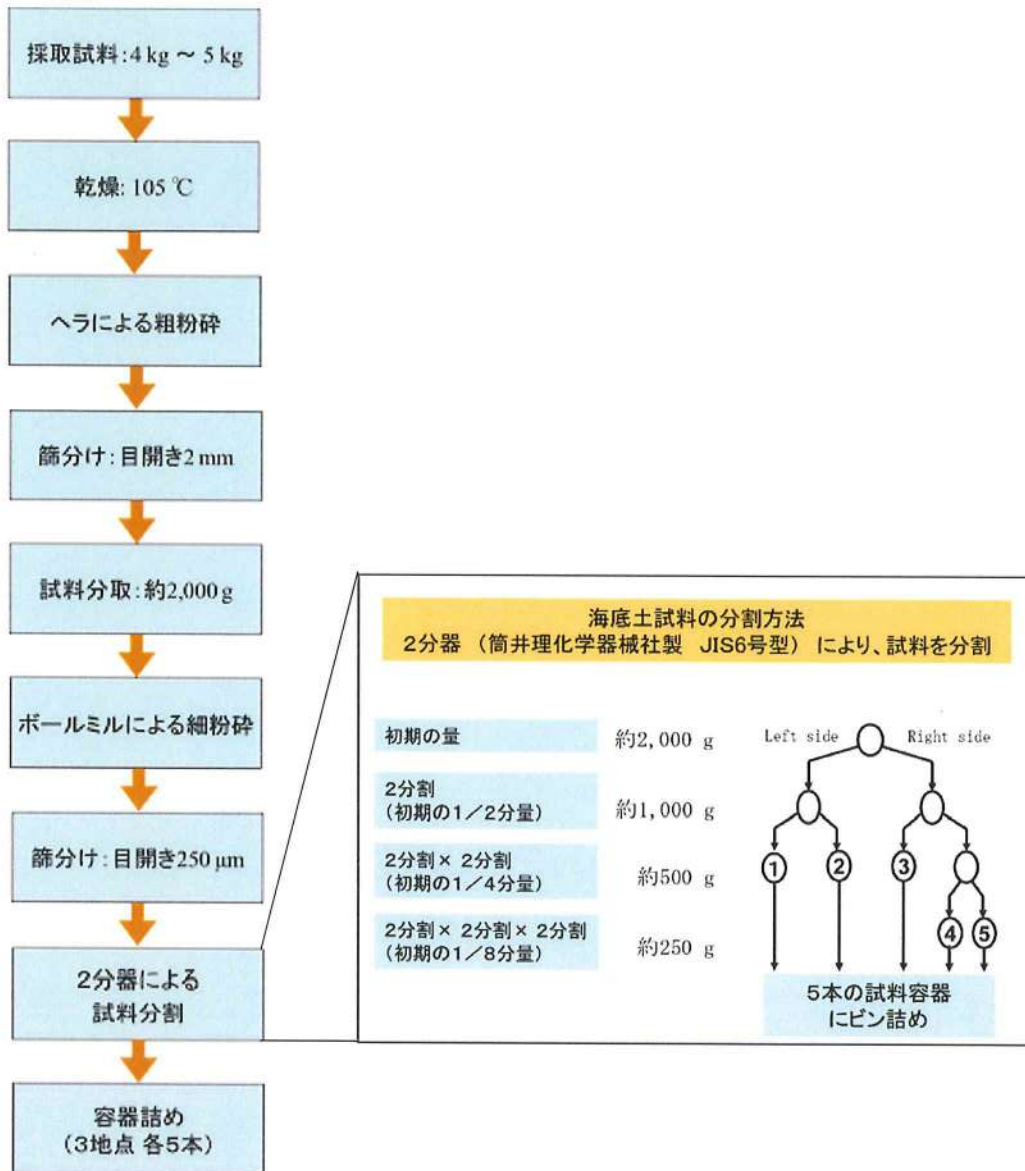 採取試料:4 kg ～ 5 kg
乾燥: 105 ℃
ヘラによる粗粉砕
篩分け:目開き2 mm
試料分取:約2,000 g
ボールミルによる細粉砕
篩分け:目開き250 μm
2分器による
試料分割
容器詰め
(3地点 各5本)
海底土試料の分割方法
2分器 (筒井理化学器械社製 JIS6号型) により、試料を分割
初期の量
約2,000 g
2分割
(初期の1/2分量)
約1,000 g
2分割× 2分割
(初期の1/4分量)
約500 g
2分割× 2分割× 2分割
(初期の1/8分量)
約250 g
Left side
Right side
① ② ③
④ ⑤
5本の試料容器
にビン詰め